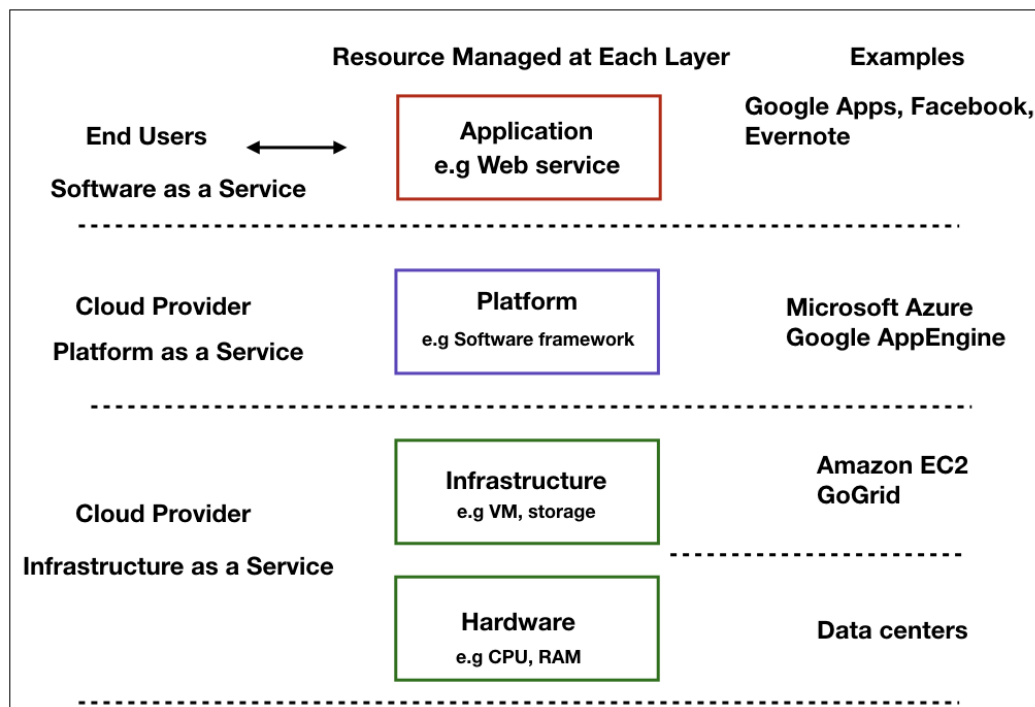 Resource Managed at Each Layer
Examples
End Users
Software as a Service
Application
e.g Web service
Google Apps, Facebook,
Evernote
Cloud Provider
Platform as a Service
Platform
e.g Software framework
Microsoft Azure
Google AppEngine
Cloud Provider
Infrastructure as a Service
Infrastructure
e.g VM, storage
Amazon EC2
GoGrid
Hardware
e.g CPU, RAM
Data centers